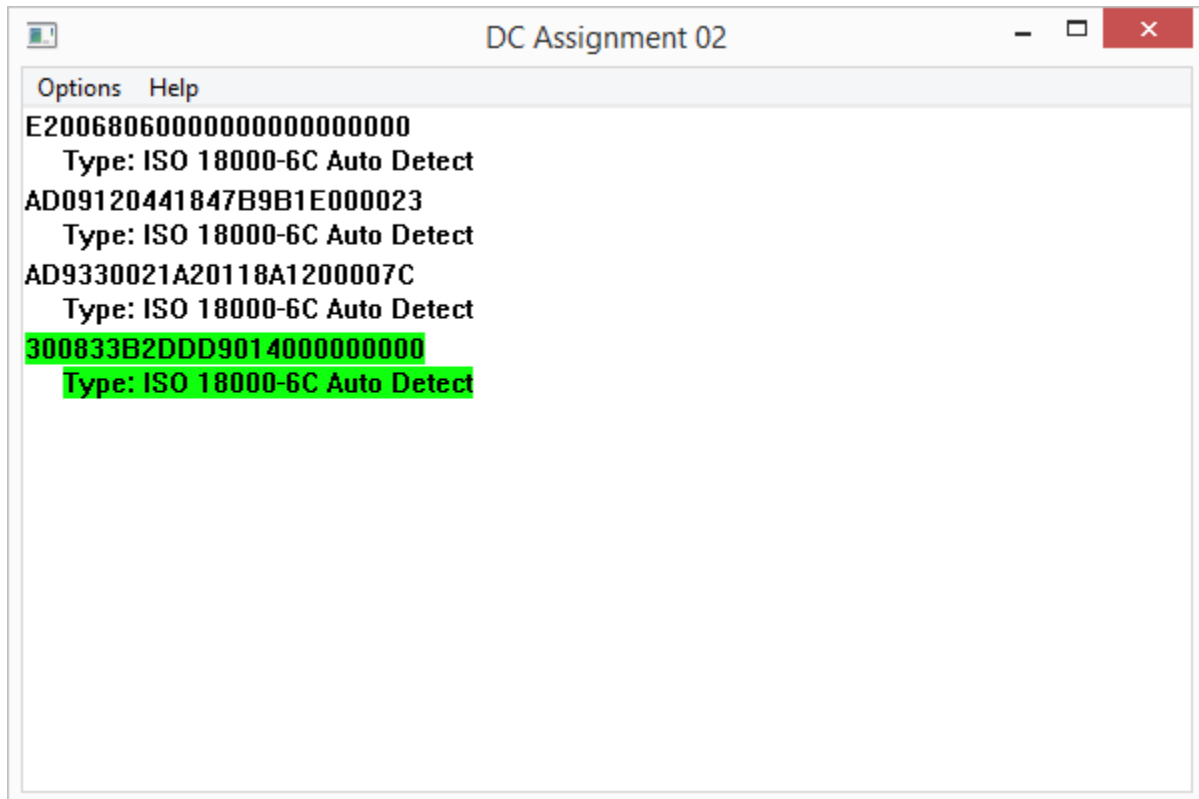 DC Assignment 02
Options Help
E20068060000000000000000
Type: ISO 18000-6C Auto Detect
AD09120441847B9B1E000023
Type: ISO 18000-6C Auto Detect
AD9330021A20118A1200007C
Type: ISO 18000-6C Auto Detect
300833B2DDD9014000000000
Type: ISO 18000-6C Auto Detect